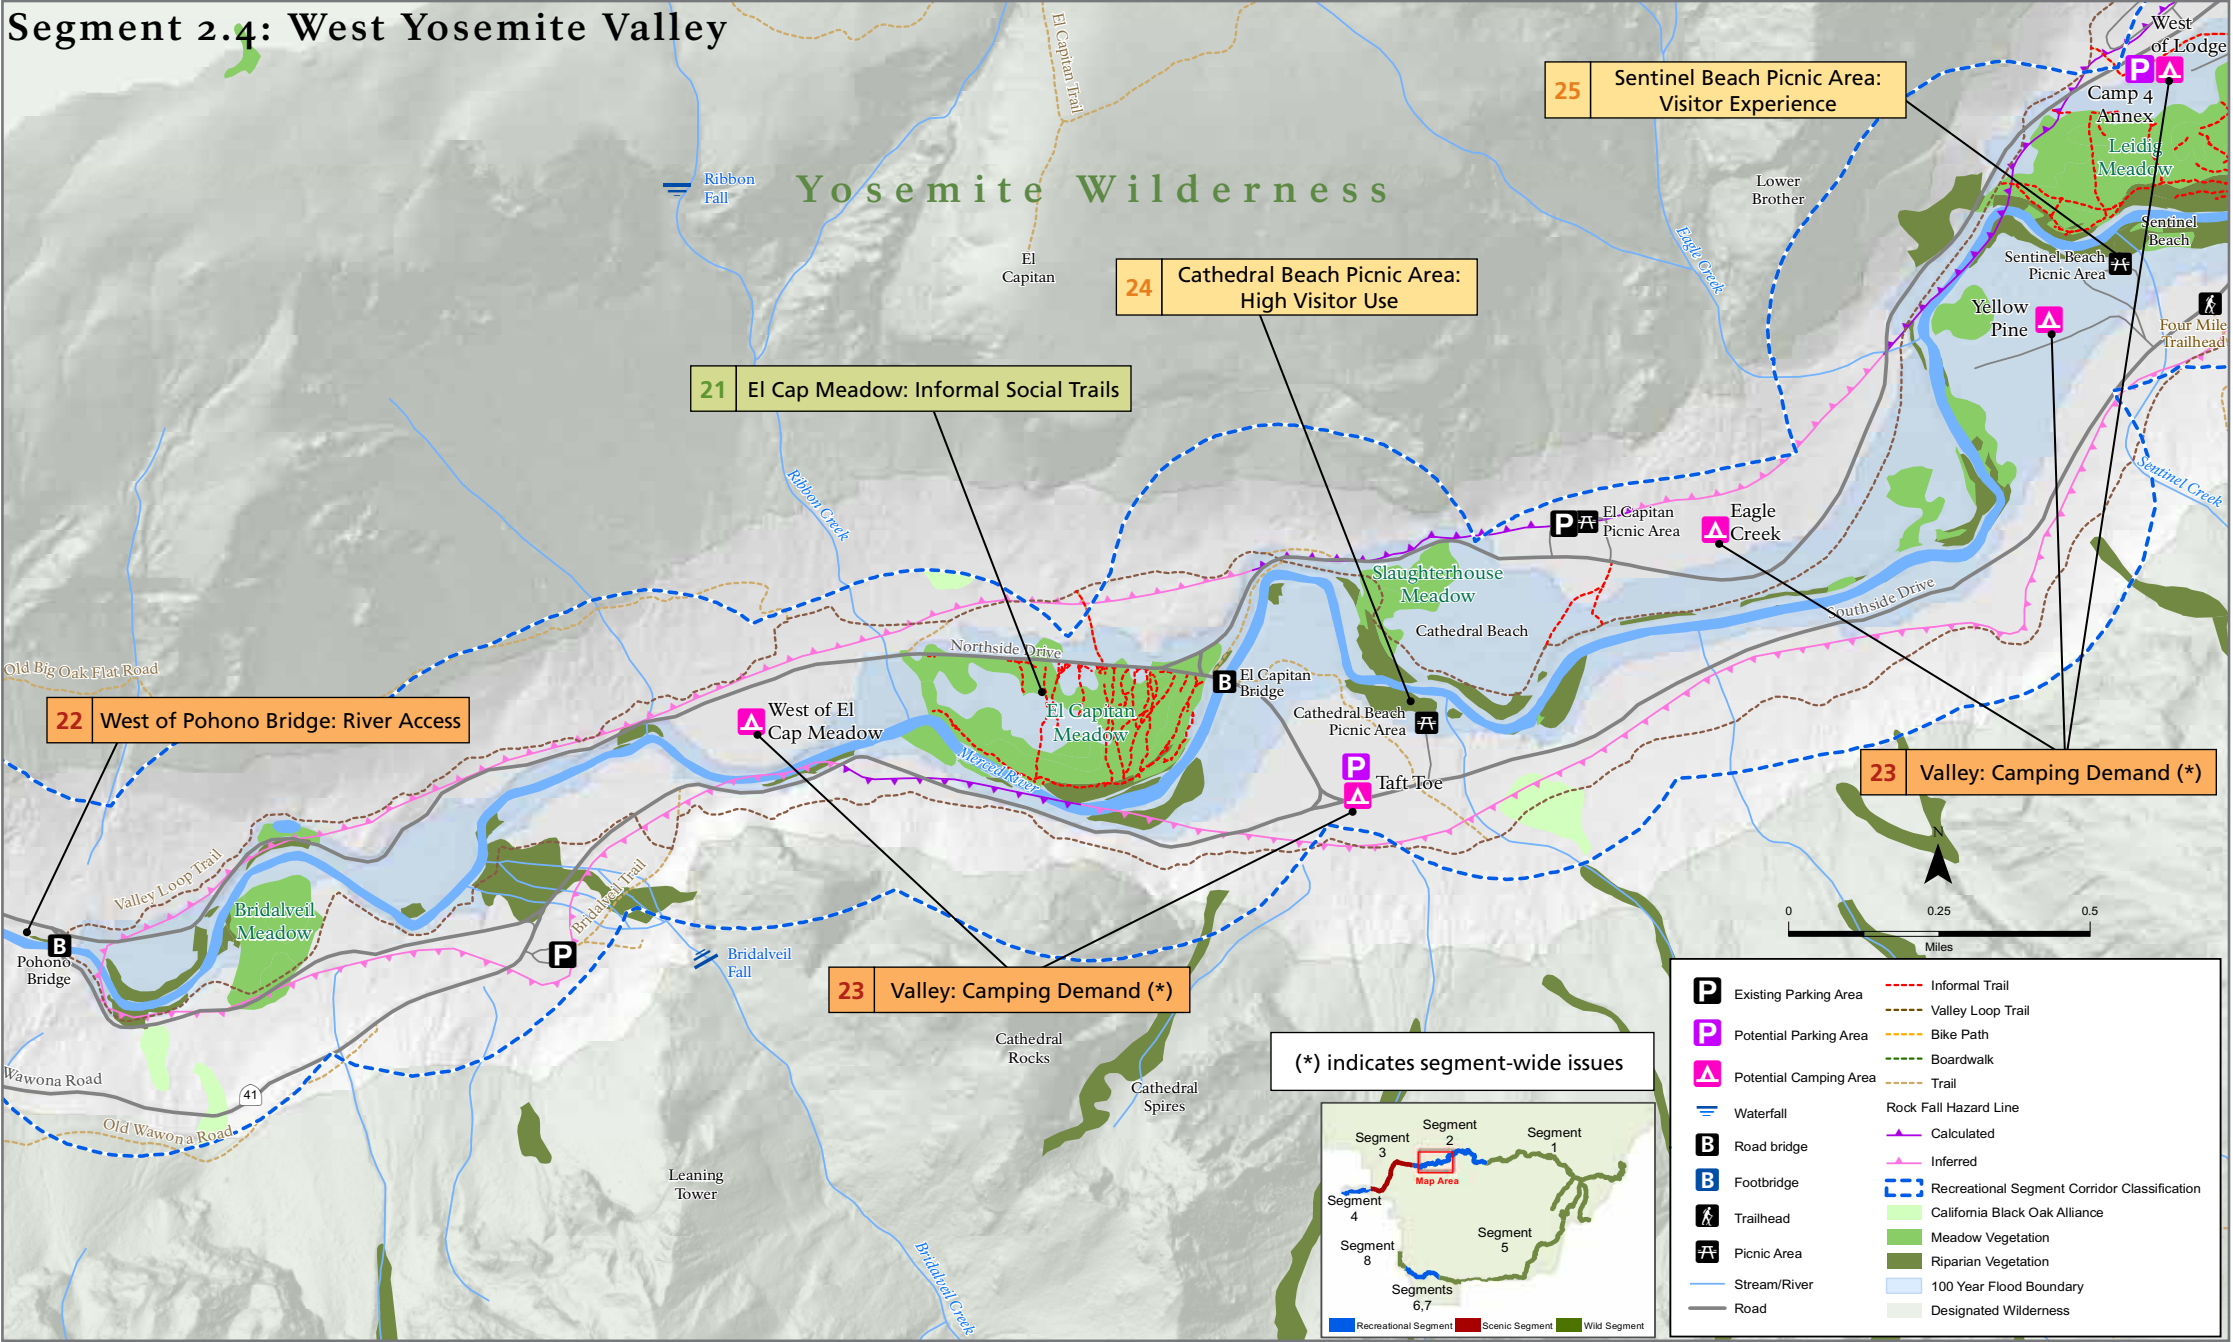 Segment 2.4: West Yosemite Valley
El Capitan Trail
West
of Lodge
P
Camp 4
Annex
25
Sentinel Beach Picnic Area:
Visitor Experience
Leidig
Meadow
Ribbon
Fall
Yosemite Wilderness
Lower
Brother
Eagle Creek
El
Capitan
Sentinel
Beach
Sentinel Beach
Picnic Area
24
Cathedral Beach Picnic Area:
High Visitor Use
Yellow
Pine
Four Mile
Trailhead
21
El Cap Meadow: Informal Social Trails
Ribbon Creek
Sentinel Creek
P
El Capitan
Picnic Area
Eagle
Creek
Slaughterhouse
Meadow
Cathedral Beach
Southside Drive
Northside Drive
Old Big Oak Flat Road
B
El Capitan
Bridge
22
West of Pohono Bridge: River Access
West of El
Cap Meadow
El Capitan
Meadow
Merced River
Cathedral Beach
Picnic Area
P
Taft Toe
23
Valley: Camping Demand (*)
N
Valley Loop Trail
Bridalveil Trail
Bridalveil
Meadow
0
0.25
0.5
Miles
B
Pohono
Bridge
P
Bridalveil
Fall
23
Valley: Camping Demand (*)
Cathedral
Rocks
Cathedral
Spires
Wawona Road
41
Old Wawona Road
Leaning
Tower
Bridalveil Creek
(*) indicates segment-wide issues
Segment
2
Segment
3
Segment
1
Map Area
Segment
4
Segment
5
Segment
8
Segments
6,7
Recreational Segment
Scenic Segment
Wild Segment
P
Existing Parking Area
P
Potential Parking Area
Potential Camping Area
Waterfall
B
Road bridge
B
Footbridge
Trailhead
Picnic Area
Stream/River
Road
Informal Trail
Valley Loop Trail
Bike Path
Boardwalk
Trail
Rock Fall Hazard Line
Calculated
Inferred
Recreational Segment Corridor Classification
California Black Oak Alliance
Meadow Vegetation
Riparian Vegetation
100 Year Flood Boundary
Designated Wilderness